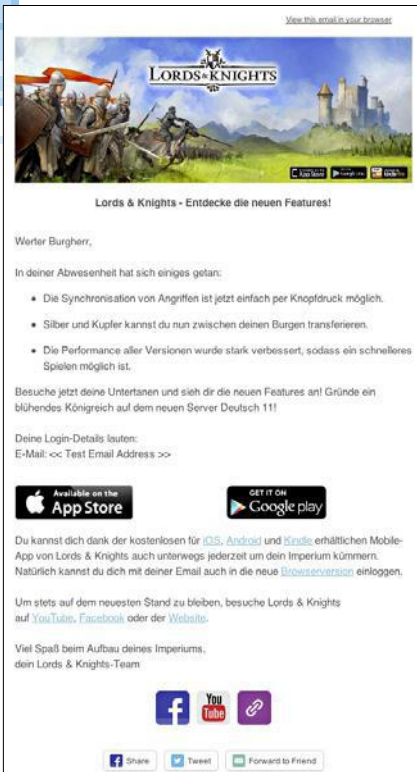 View this email in your browser
LORDS & KNIGHTS
App Store
Google play
kindle fire
Lords & Knights - Entdecke die neuen Features!
Werter Burgherr,
In deiner Abwesenheit hat sich einiges getan:
• Die Synchronisation von Angriffen ist jetzt einfach per Knopfdruck möglich.
• Silber und Kupfer kannst du nun zwischen deinen Burgen transferieren.
• Die Performance aller Versionen wurde stark verbessert, sodass ein schnelleres
Spielen möglich ist.
Besuche jetzt deine Untertanen und sieh dir die neuen Features an! Gründe ein
blühendes Königreich auf dem neuen Server Deutsch 11!
Deine Login-Details lauten:
E-Mail: << Test Email Address >>
Available on the
App Store
GET IT ON
Google play
Du kannst dich dank der kostenlosen für iOS, Android und Kindle erhältlichen Mobile-
App von Lords & Knights auch unterwegs jederzeit um dein Imperium kümmern.
Natürlich kannst du dich mit deiner Email auch in die neue Browserversion einloggen.
Um stets auf dem neuesten Stand zu bleiben, besuche Lords & Knights
auf YouTube, Facebook oder der Website.
Viel Spaß beim Aufbau deines Imperiums,
dein Lords & Knights-Team
f
You
Tube
Share
Tweet
Forward to Friend